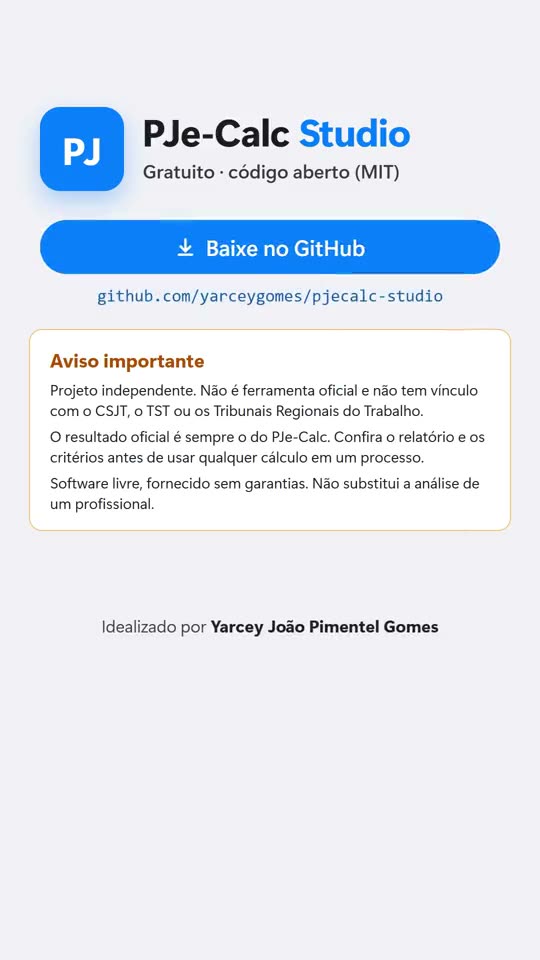 PJ
PJe-Calc Studio
Gratuito · código aberto (MIT)
Baixe no GitHub
github.com/yarceygomes/pjecalc-studio
Aviso importante
Projeto independente. Não é ferramenta oficial e não tem vínculo
com o CSJT, o TST ou os Tribunais Regionais do Trabalho.
O resultado oficial é sempre o do PJe-Calc. Confira o relatório e os
critérios antes de usar qualquer cálculo em um processo.
Software livre, fornecido sem garantias. Não substitui a análise de
um profissional.
Idealizado por Yarcey João Pimentel Gomes